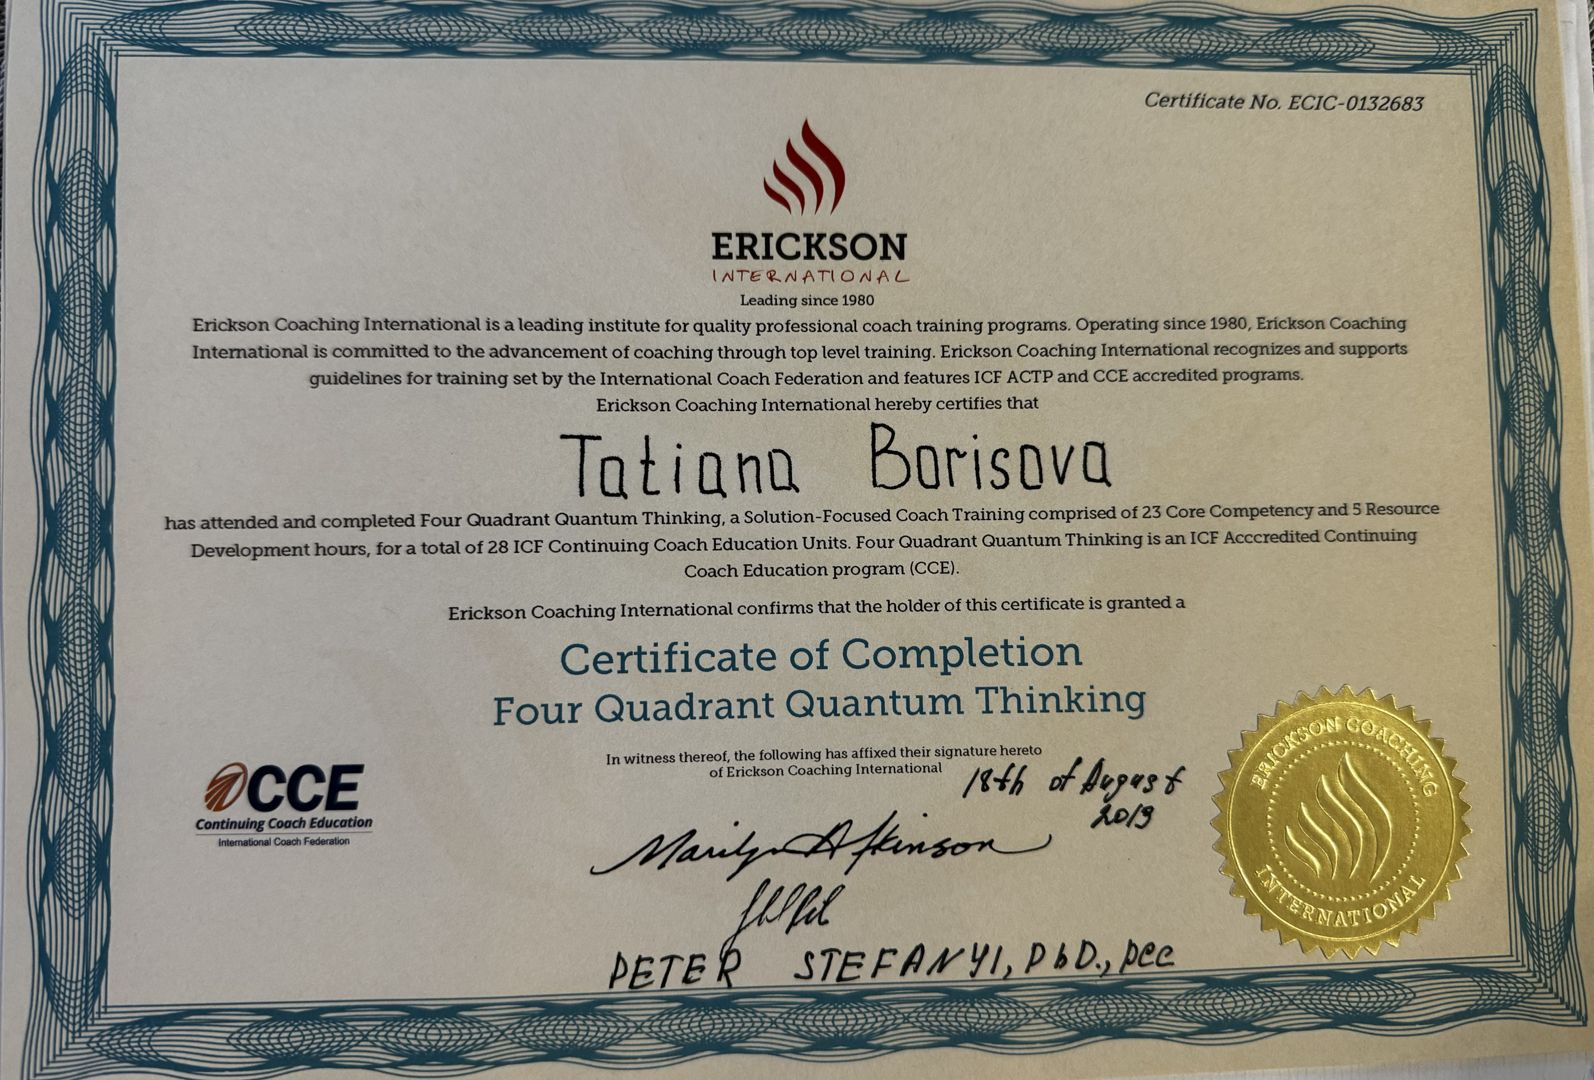 Certificate No. ECIC-0132683
ERICKSON
INTERNATIONAL
Leading since 1980
Erickson Coaching International is a leading institute for quality professional coach training programs. Operating since 1980, Erickson Coaching
International is committed to the advancement of coaching through top level training. Erickson Coaching International recognizes and supports
guidelines for training set by the International Coach Federation and features ICF ACTP and CCE accredited programs.
Erickson Coaching International hereby certifies that
Tatiana Borisova
has attended and completed Four Quadrant Quantum Thinking, a Solution-Focused Coach Training comprised of 23 Core Competency and 5 Resource
Development hours, for a total of 28 ICF Continuing Coach Education Units. Four Quadrant Quantum Thinking is an ICF Acccredited Continuing
Coach Education program (CCE).
Erickson Coaching International confirms that the holder of this certificate is granted a
Certificate of Completion
Four Quadrant Quantum Thinking
In witness thereof, the following has affixed their signature hereto
of Erickson Coaching International
18th of August
2019
Marilyn Atkinson
PETER STEFANYI, PhD., PCC
CCE
Continuing Coach Education
International Coach Federation
ERICKSON COACHING
INTERNATIONAL